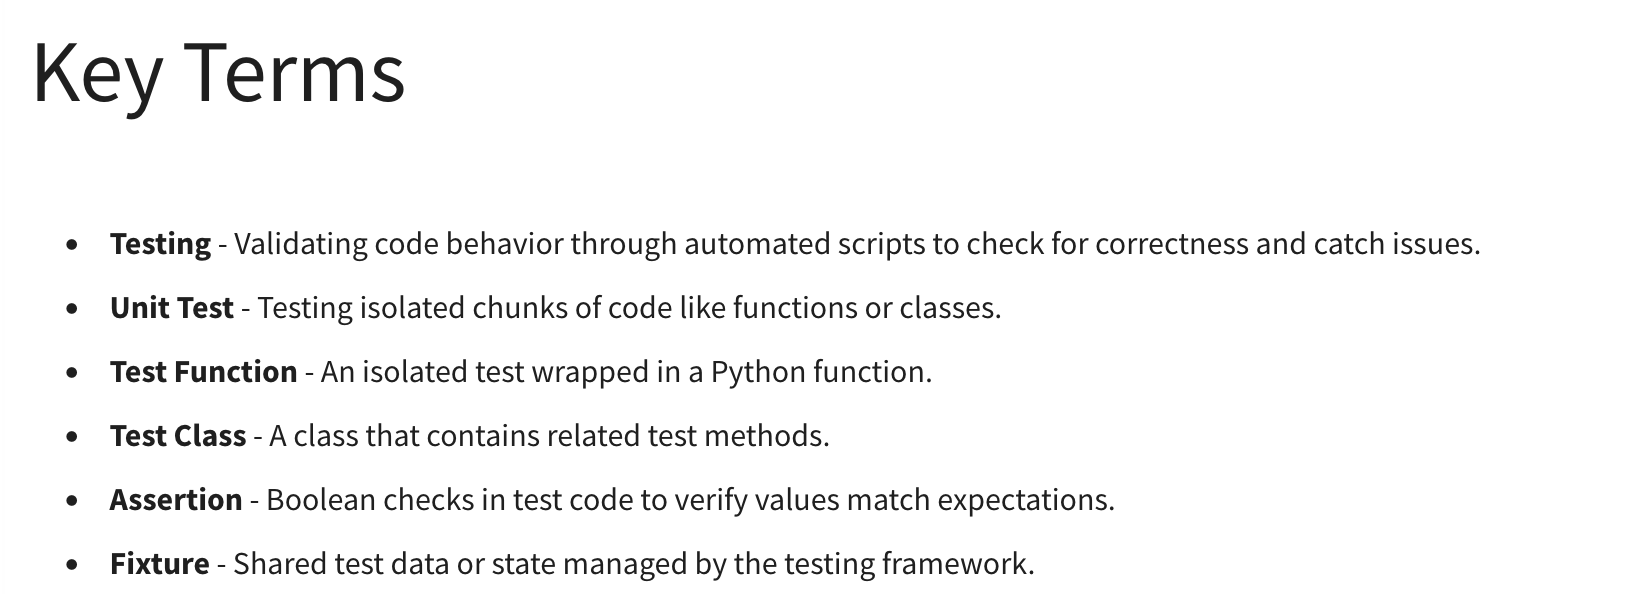 Key Terms
• Testing - Validating code behavior through automated scripts to check for correctness and catch issues.
• Unit Test - Testing isolated chunks of code like functions or classes.
• Test Function - An isolated test wrapped in a Python function.
• Test Class - A class that contains related test methods.
• Assertion - Boolean checks in test code to verify values match expectations.
• Fixture - Shared test data or state managed by the testing framework.